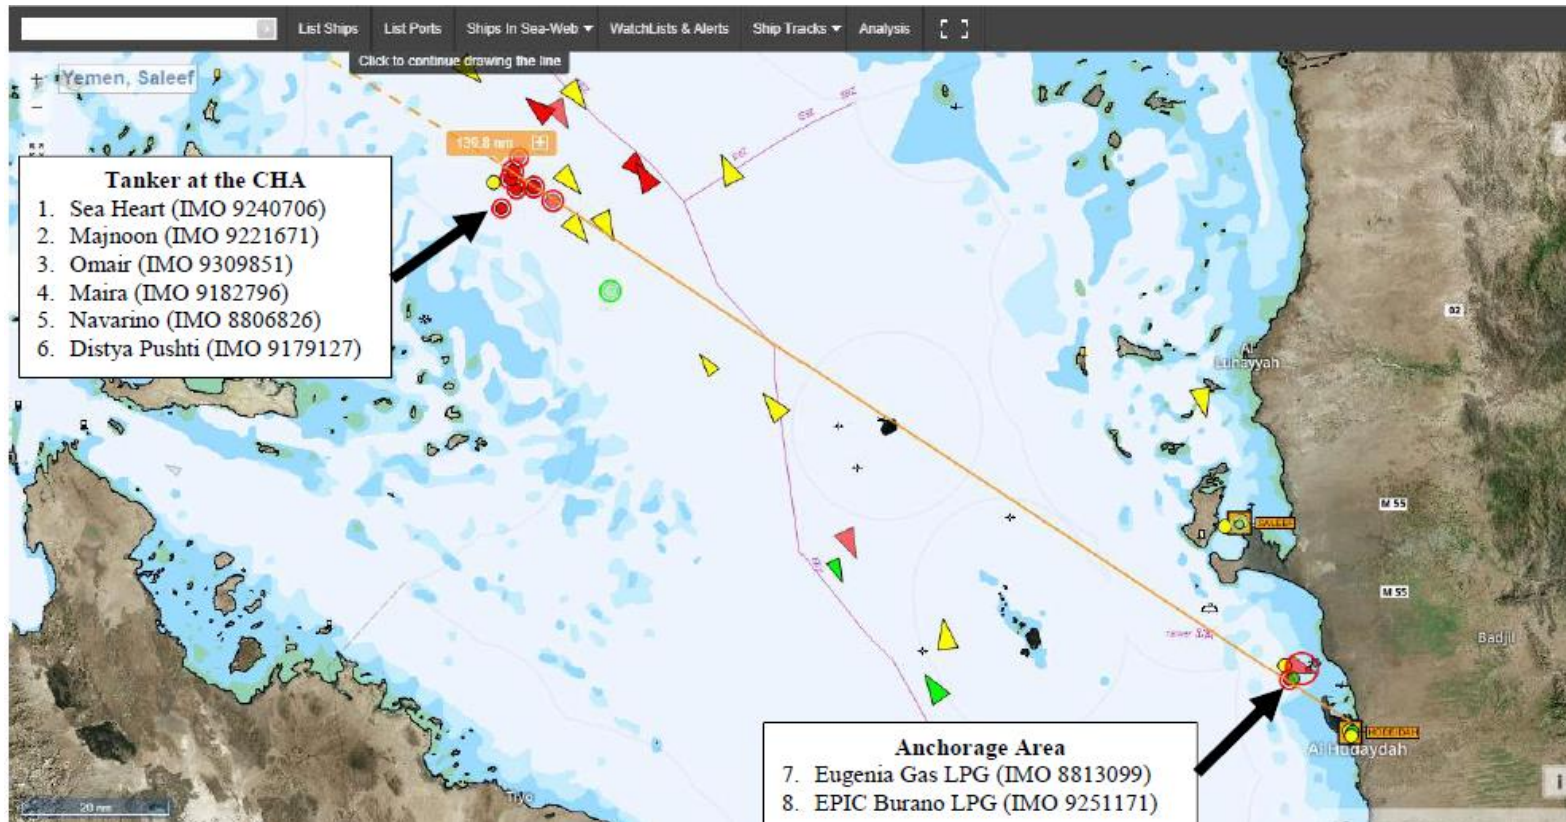 List Ships
List Ports
Ships In Sea-Web
WatchLists & Alerts
Ship Tracks
Analysis
Click to continue drawing the line
Yemen, Saleef
139.8 nm
Tanker at the CHA
1. Sea Heart (IMO 9240706)
2. Majnoon (IMO 9221671)
3. Omair (IMO 9309851)
4. Maira (IMO 9182796)
5. Navarino (IMO 8806826)
6. Distya Pushti (IMO 9179127)
02
Al
Luhayyah
M 55
SALEEF
M 55
Badjil
HODEIDAH
Al Hudaydah
Anchorage Area
7. Eugenia Gas LPG (IMO 8813099)
8. EPIC Burano LPG (IMO 9251171)
Tiyo
20 nm
i